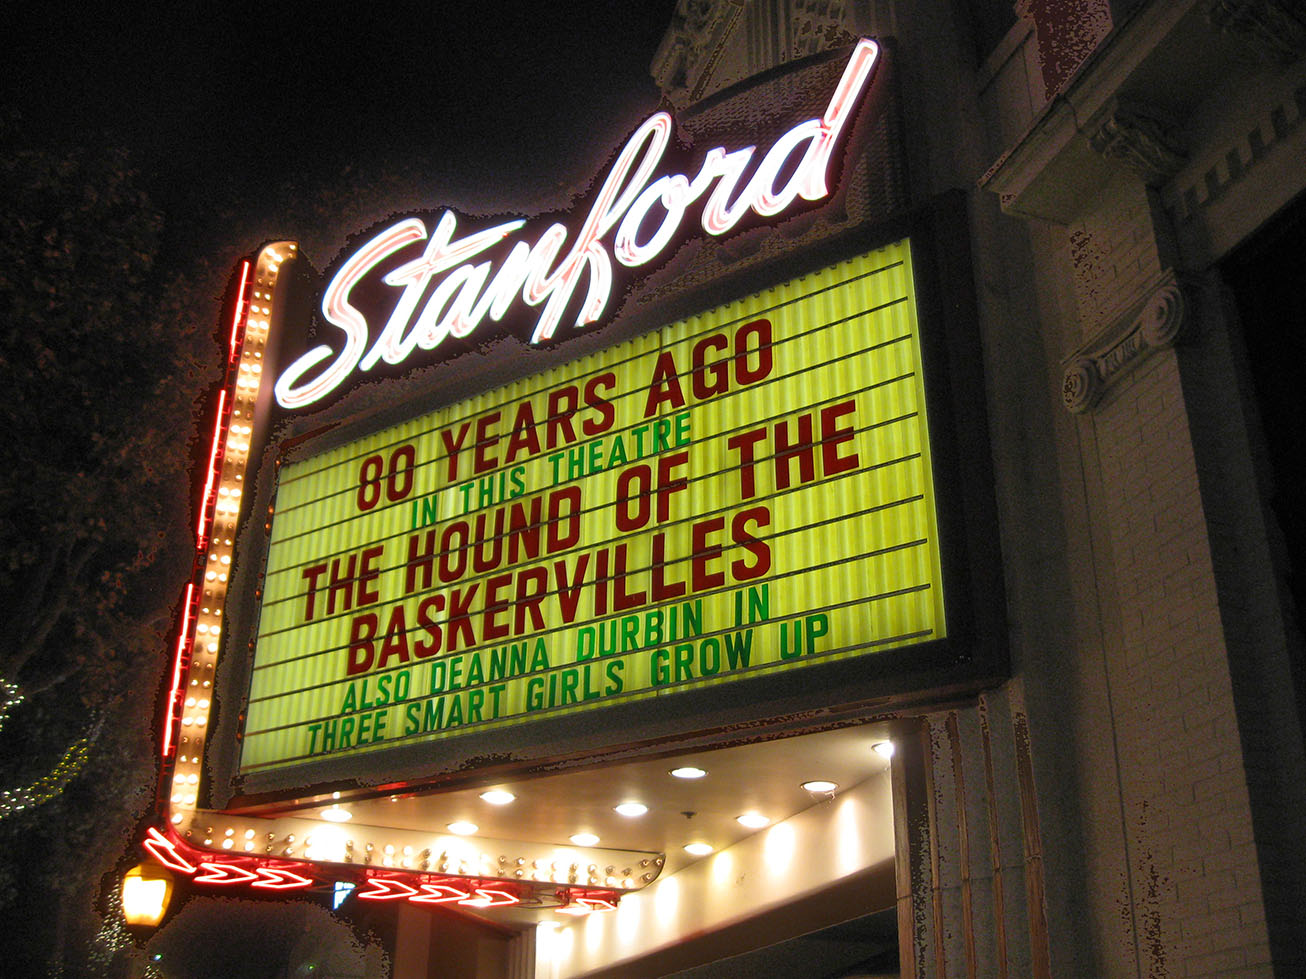 Stanford
80 YEARS AGO
IN THIS THEATRE
THE HOUND OF THE
BASKERVILLES
ALSO DEANNA DURBIN IN
THREE SMART GIRLS GROW UP